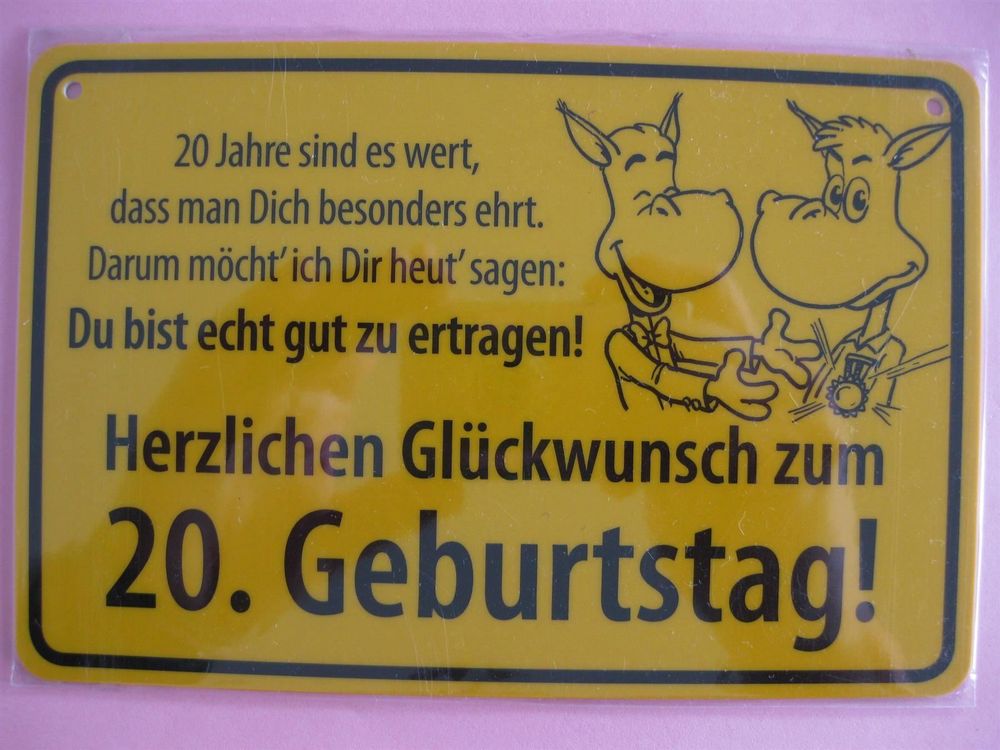 20 Jahre sind es wert,
dass man Dich besonders ehrt.
Darum möcht' ich Dir heut' sagen:
Du bist echt gut zu ertragen!
Herzlichen Glückwunsch zum
20. Geburtstag!